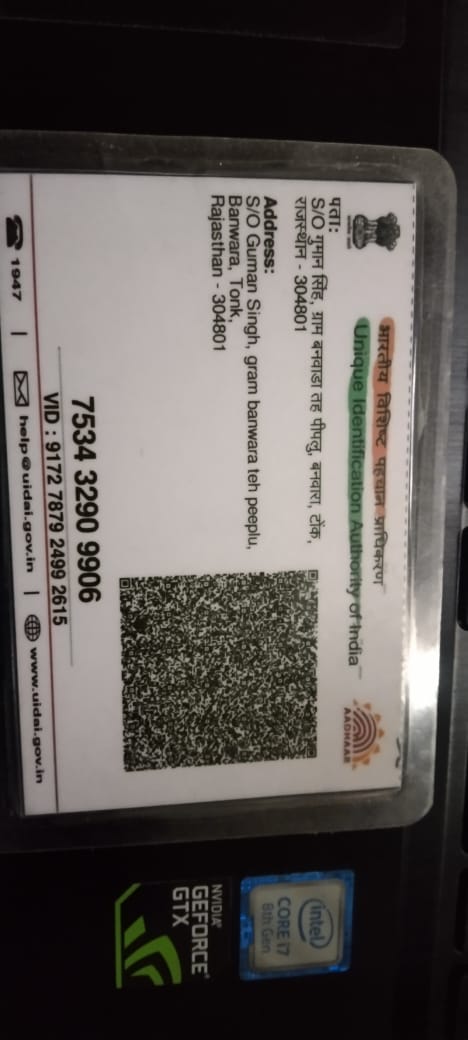 भारतीय विशिष्ट पहचान प्राधिकरण
Unique Identification Authority of India
AADHAAR
पता:
S/O गुमान सिंह, ग्राम बनवाडा तह पीपलु, बनवारा, टोंक,
राजस्थान - 304801
Address:
S/O Guman Singh, gram banwara teh peeplu,
Banwara, Tonk,
Rajasthan - 304801
7534 3290 9906
VID : 9172 7879 2499 2615
1947 | help@uidai.gov.in | www.uidai.gov.in
intel
CORE i7
8th Gen
NVIDIA
GEFORCE
GTX